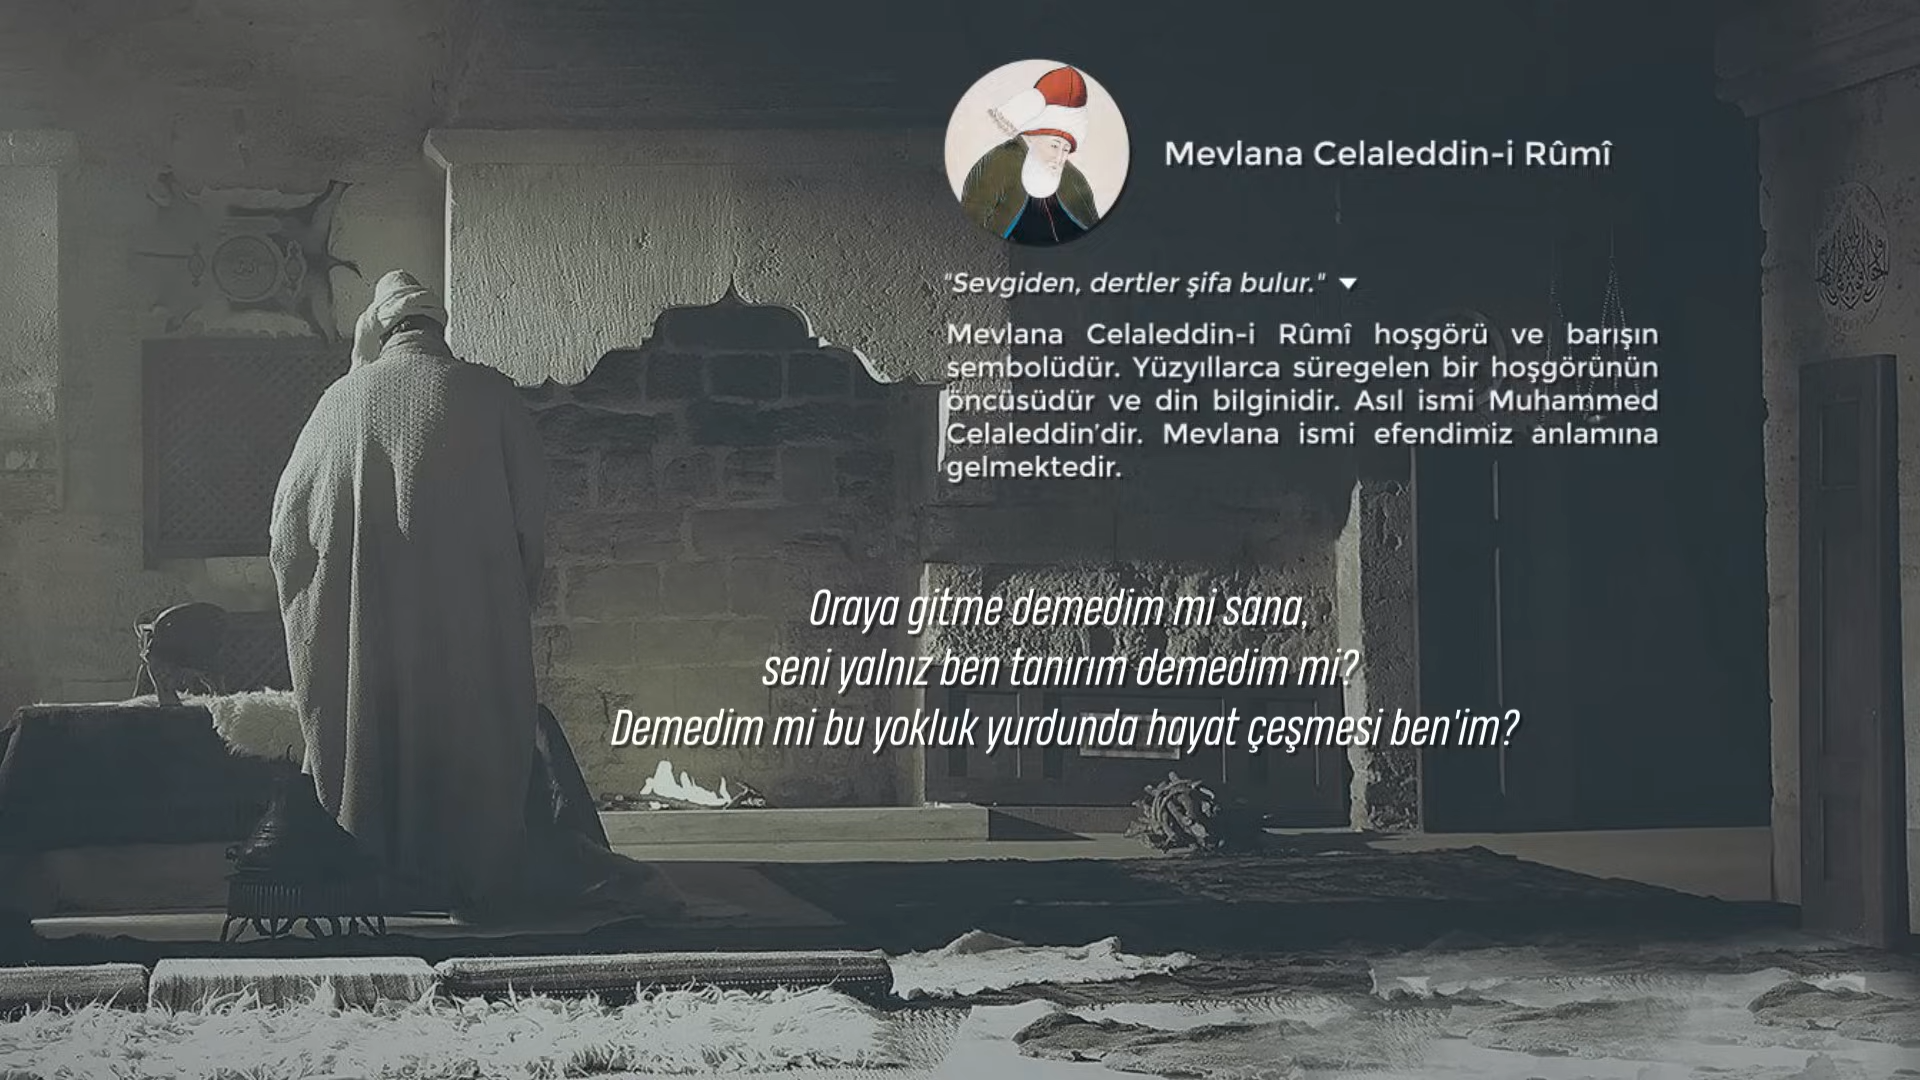 Mevlana Celaleddin-i Rûmî
"Sevgiden, dertler şifa bulur."
Mevlana Celaleddin-i Rûmî hoşgörü ve barışın
sembolüdür. Yüzyıllarca süregelen bir hoşgörünün
öncüsüdür ve din bilginidir. Asıl ismi Muhammed
Celaleddin’dir. Mevlana ismi efendimiz anlamına
gelmektedir.
Oraya gitme demedim mi sana,
seni yalnız ben tanırım demedim mi?
Demedim mi bu yokluk yurdunda hayat çeşmesi ben'im?